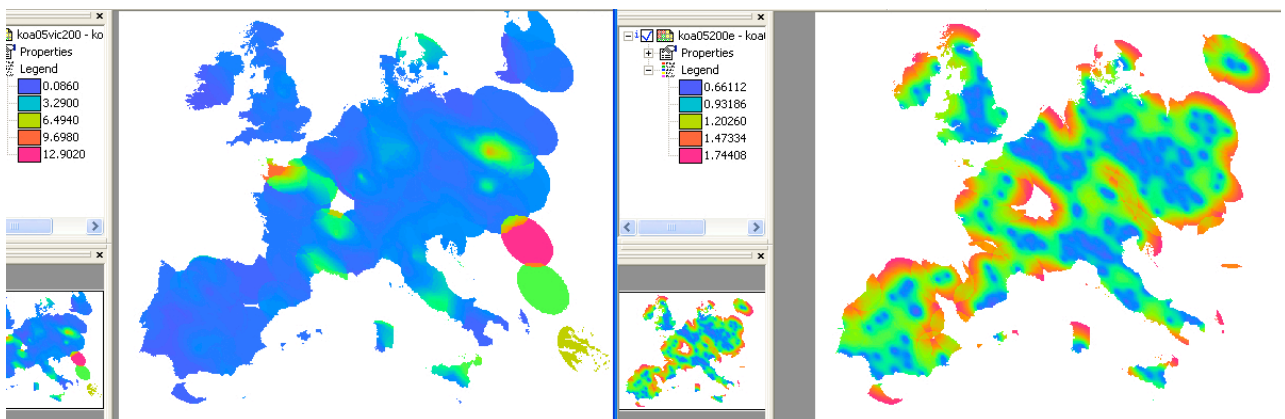 koa05vic200 - ko
Properties
Legend
0.0860
3.2900
6.4940
9.6980
12.9020
koa05200e - koa
Properties
Legend
0.66112
0.93186
1.20260
1.47334
1.74408